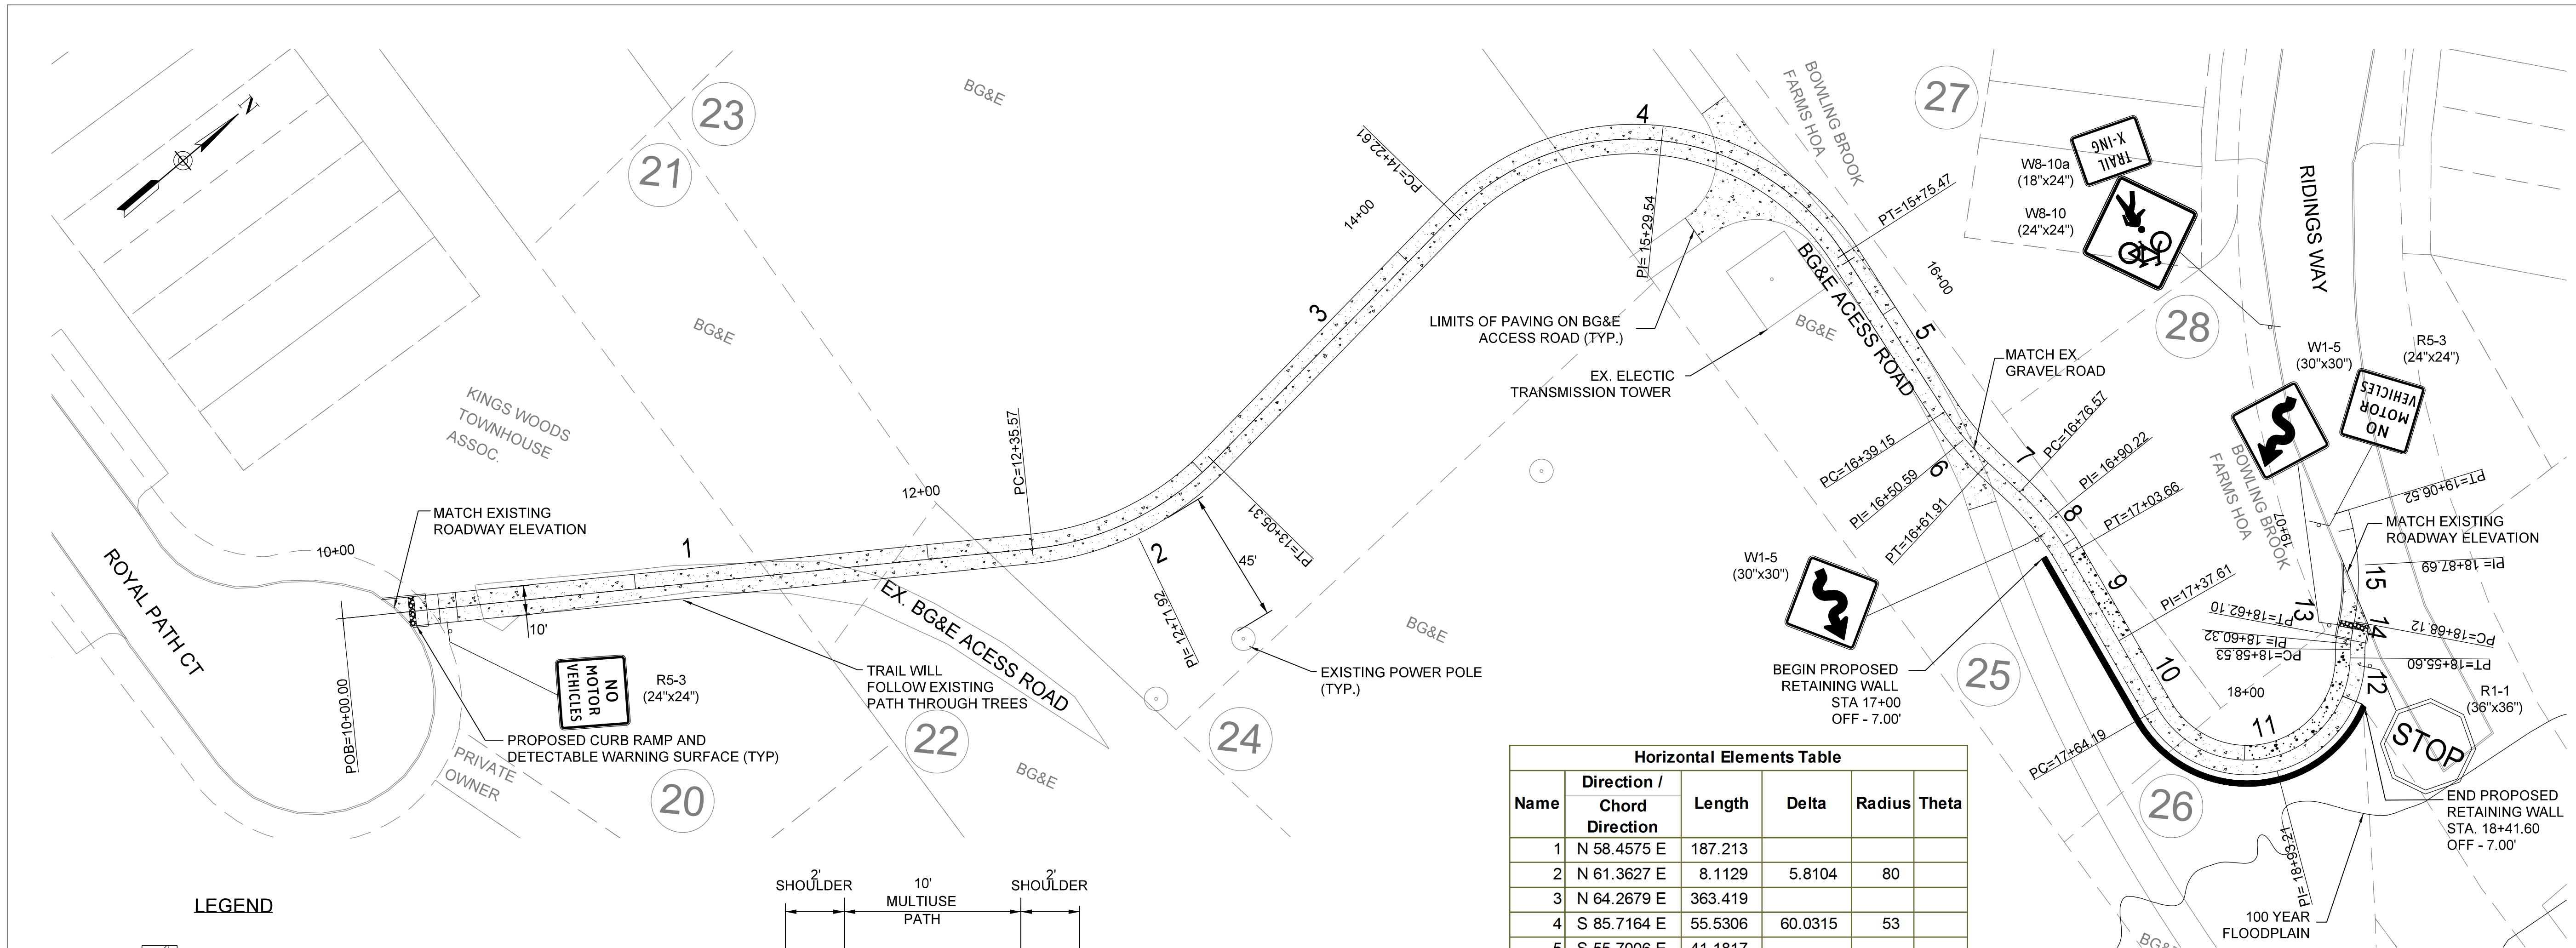 N
23
21
BG&E
BG&E
KINGS WOODS
TOWNHOUSE
ASSOC.
MATCH EXISTING
ROADWAY ELEVATION
10+00
ROYAL PATH CT
POB=10+00.00
1
10'
NO
MOTOR
VEHICLES
R5-3
(24"x24")
PROPOSED CURB RAMP AND
DETECTABLE WARNING SURFACE (TYP)
PRIVATE
OWNER
20
TRAIL WILL
FOLLOW EXISTING
PATH THROUGH TREES
EX. BG&E ACESS ROAD
22
BG&E
12+00
PC=12+35.57
2
PI= 12+71.92
PT=13+05.31
45'
24
EXISTING POWER POLE
(TYP.)
BG&E
3
14+00
PC=14+22.61
4
PI= 15+29.54
LIMITS OF PAVING ON BG&E
ACCESS ROAD (TYP.)
EX. ELECTIC
TRANSMISSION TOWER
BG&E
BG&E ACESS ROAD
BOWLING BROOK
FARMS HOA
PT=15+75.47
16+00
5
27
MATCH EX.
GRAVEL ROAD
PC=16+39.15
6
PI= 16+50.59
PT=16+61.91
7
PC=16+76.57
PI= 16+90.22
8
PT=17+03.66
9
PI=17+37.61
10
PC=17+64.19
W1-5
(30"x30")
BEGIN PROPOSED
RETAINING WALL
STA 17+00
OFF - 7.00'
25
26
11
18+00
PI= 18+93.21
12
W8-10a
(18"x24")
TRAIL
X-ING
W8-10
(24"x24")
28
RIDINGS WAY
W1-5
(30"x30")
R5-3
(24"x24")
NO
MOTOR
VEHICLES
BOWLING BROOK
FARMS HOA
19+07
PT=19+06.52
MATCH EXISTING
ROADWAY ELEVATION
PI= 18+87.69
15
13
14
PT=18+62.10
PI= 18+60.32
PC=18+58.53
PC=18+68.12
PT=18+55.60
R1-1
(36"x36")
STOP
END PROPOSED
RETAINING WALL
STA. 18+41.60
OFF - 7.00'
100 YEAR
FLOODPLAIN
BG&E
LEGEND
2'
SHOULDER
10'
MULTIUSE
PATH
2'
SHOULDER
Horizontal Elements Table
Name Direction / Chord Direction Length Delta Radius Theta
1 N 58.4575 E 187.213
2 N 61.3627 E 8.1129 5.8104 80
3 N 64.2679 E 363.419
4 S 85.7164 E 55.5306 60.0315 53
5 S 55.7006 E 41.1817